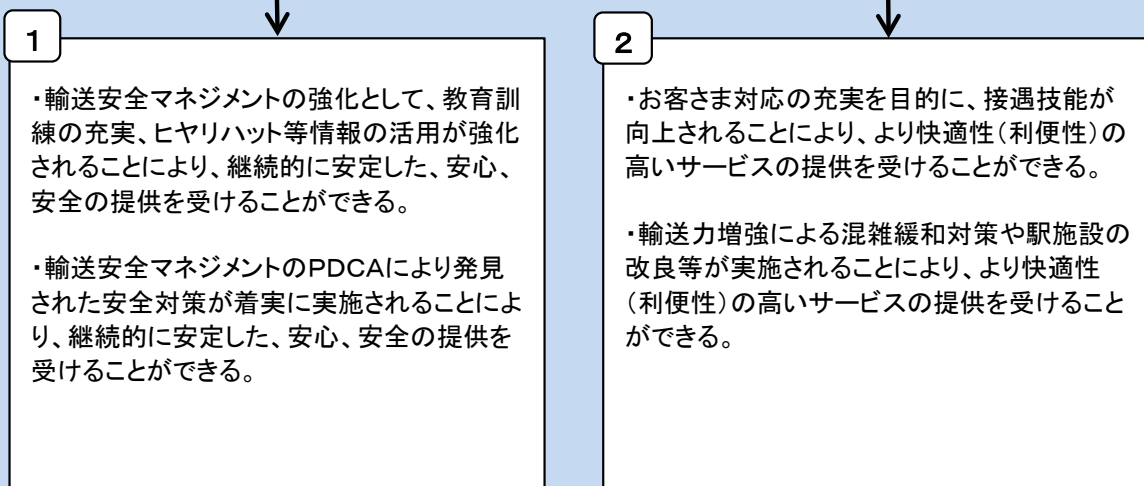 1
・輸送安全マネジメントの強化として、教育訓
練の充実、ヒヤリハット等情報の活用が強化
されることにより、継続的に安定した、安心、
安全の提供を受けることができる。
・輸送安全マネジメントのPDCAにより発見
された安全対策が着実に実施されることによ
り、継続的に安定した、安心、安全の提供を
受けることができる。
2
・お客さま対応の充実を目的に、接遇技能が
向上されることにより、より快適性(利便性)の
高いサービスの提供を受けることができる。
・輸送力増強による混雑緩和対策や駅施設の
改良等が実施されることにより、より快適性
(利便性)の高いサービスの提供を受けること
ができる。